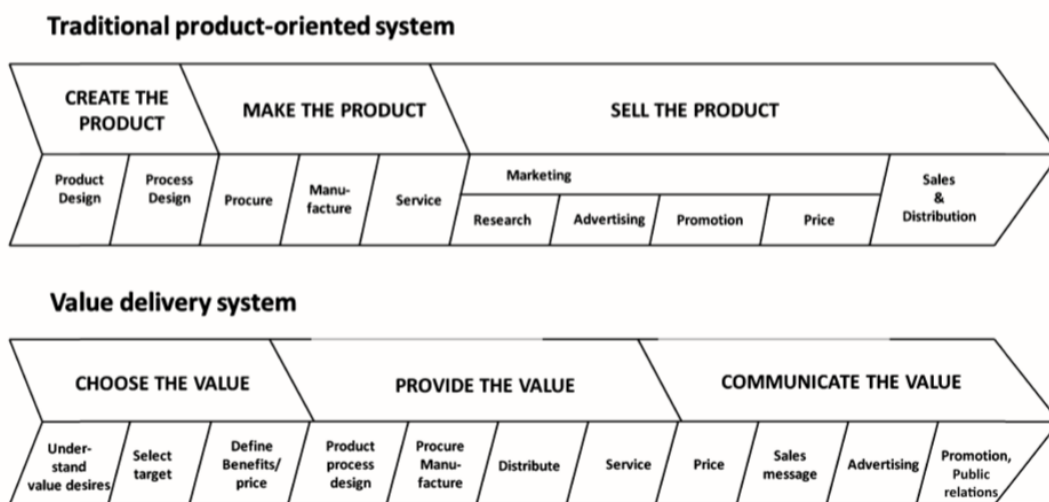 Traditional product-oriented system
CREATE THE
PRODUCT
MAKE THE PRODUCT
SELL THE PRODUCT
Product
Design
Process
Design
Procure
Manu-
facture
Service
Marketing
Research
Advertising
Promotion
Price
Sales
&
Distribution
Value delivery system
CHOOSE THE VALUE
PROVIDE THE VALUE
COMMUNICATE THE VALUE
Under-
stand
value desires
Select
target
Define
Benefits/
price
Product
process
design
Procure
Manu-
facture
Distribute
Service
Price
Sales
message
Advertising
Promotion,
Public
relations